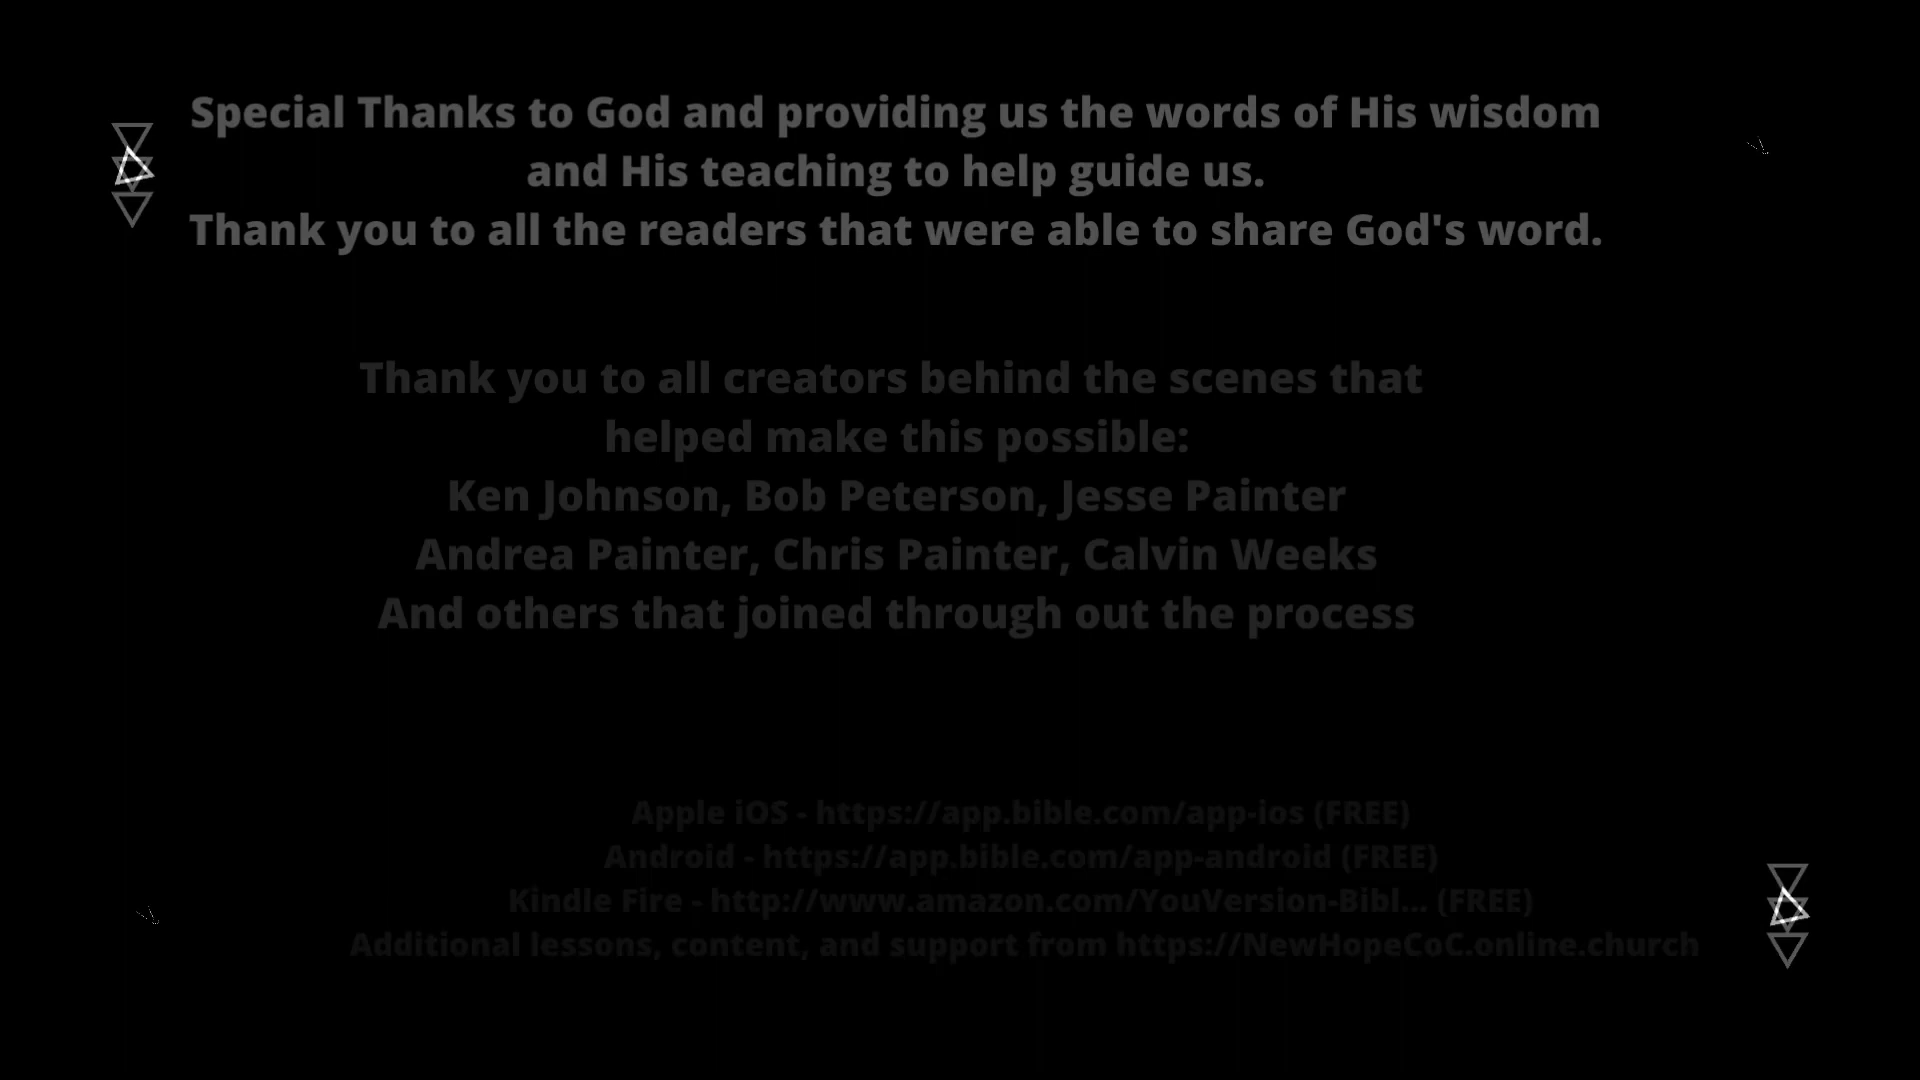 Special Thanks to God and providing us the words of His wisdom
and His teaching to help guide us.
Thank you to all the readers that were able to share God's word.
Thank you to all creators behind the scenes that
helped make this possible:
Ken Johnson, Bob Peterson, Jesse Painter
Andrea Painter, Chris Painter, Calvin Weeks
And others that joined through out the process
Apple iOS - https://app.bible.com/app-ios (FREE)
Android - https://app.bible.com/app-android (FREE)
Kindle Fire - http://www.amazon.com/YouVersion-Bibl... (FREE)
Additional lessons, content, and support from https://NewHopeCoC.online.church